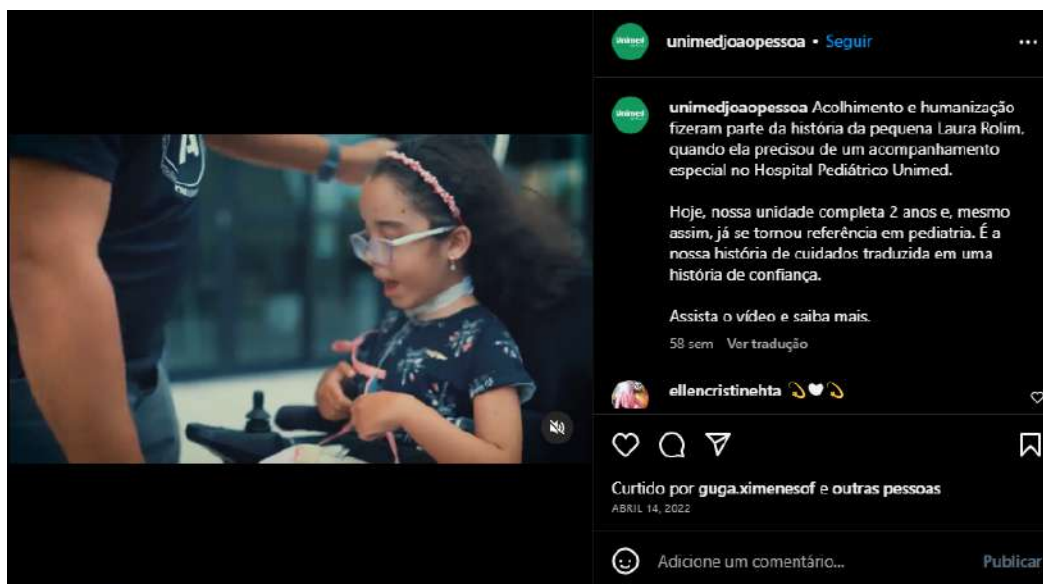 unimedjoaopessoa • Seguir
unimedjoaopessoa Acolhimento e humanização
fizeram parte da história da pequena Laura Rolim,
quando ela precisou de um acompanhamento
especial no Hospital Pediátrico Unimed.
Hoje, nossa unidade completa 2 anos e, mesmo
assim, já se tornou referência em pediatria. É a
nossa história de cuidados traduzida em uma
história de confiança.
Assista o vídeo e saiba mais.
58 sem Ver tradução
ellencristinehta
Curtido por guga.ximenesof e outras pessoas
ABRIL 14, 2022
Adicione um comentário...
Publicar